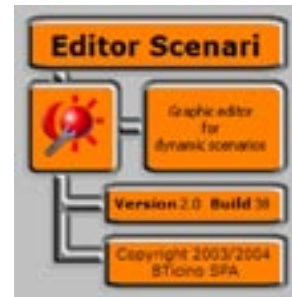 Editor Scenari
Graphic editor
for
dynamic scenarios
Version 2.0 Build 38
Copyright 2003/2004
BTicino SPA